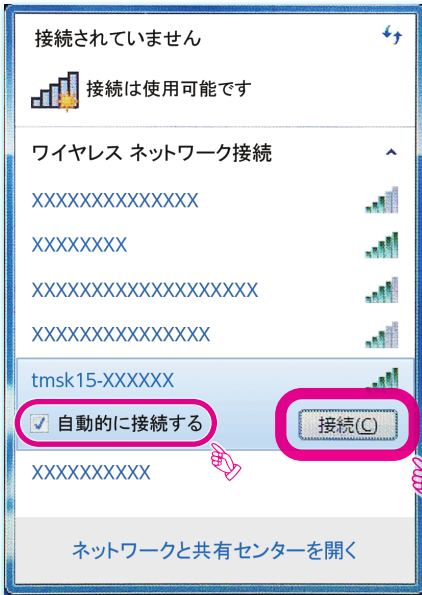 接続されていません
接続は使用可能です
ワイヤレス ネットワーク接続
XXXXXXXXXXXXXX
XXXXXXXX
XXXXXXXXXXXXXXXXXXX
XXXXXXXXXXXXXXX
tmsk15-XXXXXX
自動的に接続する
接続(C)
XXXXXXXXXX
ネットワークと共有センターを開く